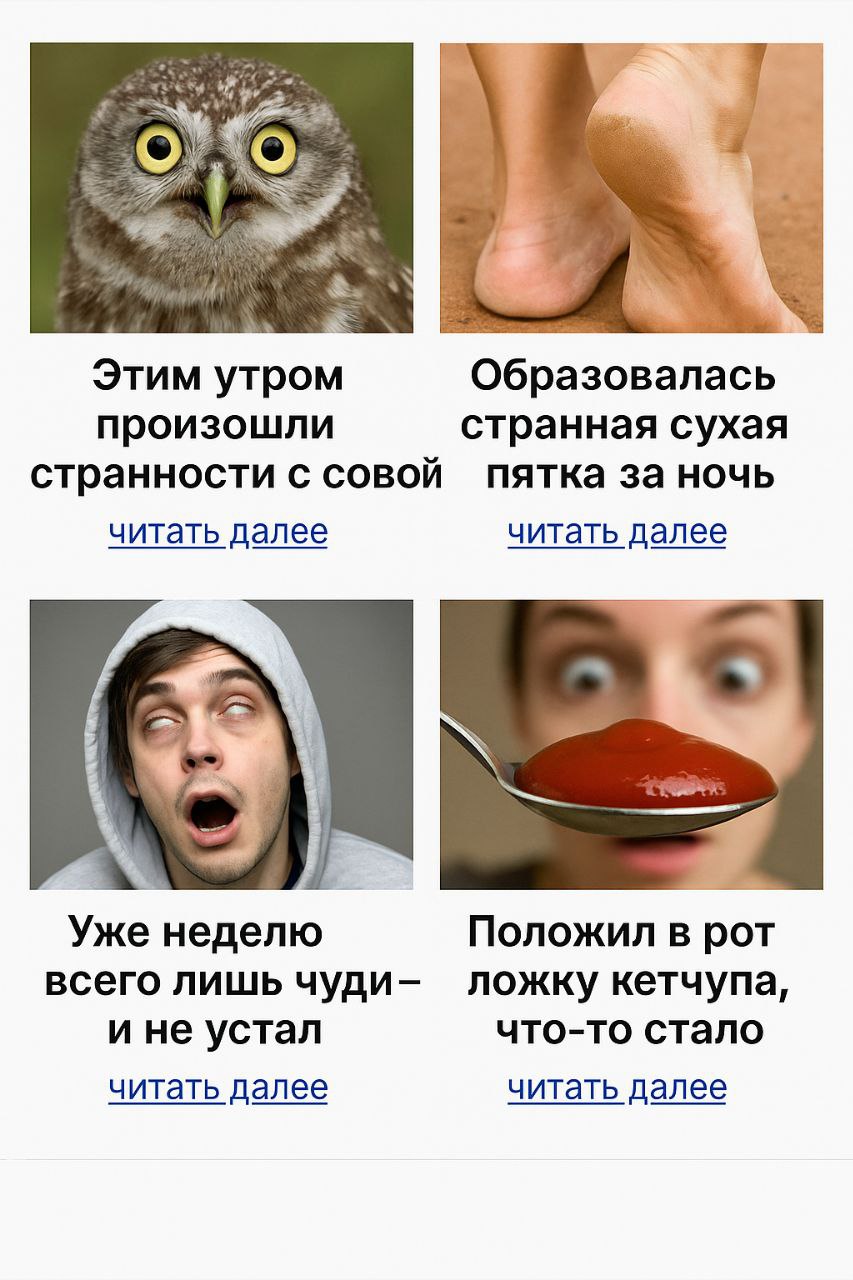 Этим утром
произошли
странности с совой
читать далее
Образовалась
странная сухая
пятка за ночь
читать далее
Уже неделю
всего лишь чуди–
и не устал
читать далее
Положил в рот
ложку кетчупа,
что-то стало
читать далее